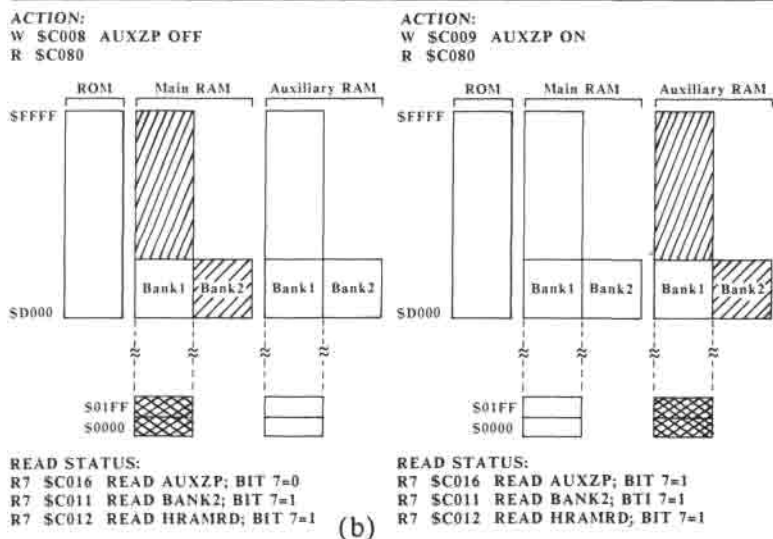 ACTION:
W $C008 AUXZP OFF
R $C080
ROM Main RAM Auxiliary RAM
$FFFF
Bank1 Bank2 Bank1 Bank2
$D000
$01FF
$0000
READ STATUS:
R7 $C016 READ AUXZP; BIT 7=0
R7 $C011 READ BANK2; BIT 7=1
R7 $C012 READ HRAMRD; BIT 7=1
(b)
ACTION:
W $C009 AUXZP ON
R $C080
ROM Main RAM Auxiliary RAM
$FFFF
Bank1 Bank2 Bank1 Bank2
$D000
$01FF
$0000
READ STATUS:
R7 $C016 READ AUXZP; BIT 7=1
R7 $C011 READ BANK2; BTI 7=1
R7 $C012 READ HRAMRD; BIT 7=1